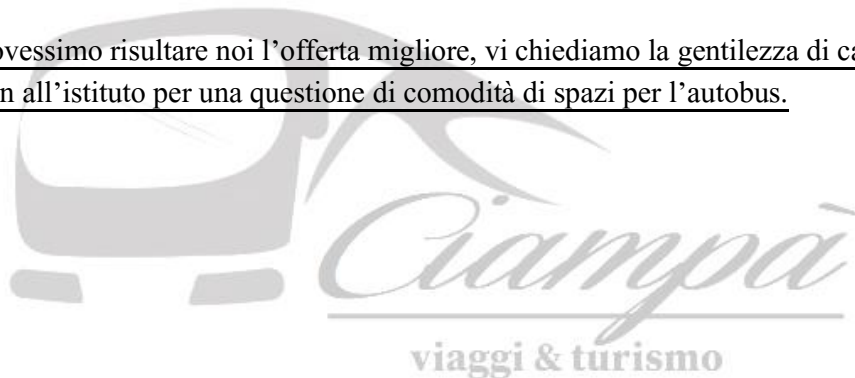 ovessimo risultare noi l’offerta migliore, vi chiediamo la gentilezza di
n all’istituto per una questione di comodità di spazi per l’autobus.
Ciampà
viaggi & turismo